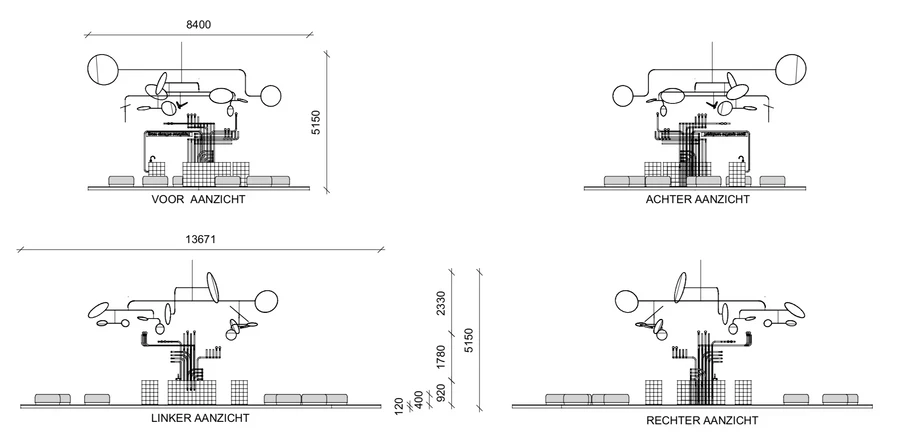 8400
5150
VOOR AANZICHT
ACHTER AANZICHT
13671
2330
5150
1780
920
400
120
LINKER AANZICHT
RECHTER AANZICHT